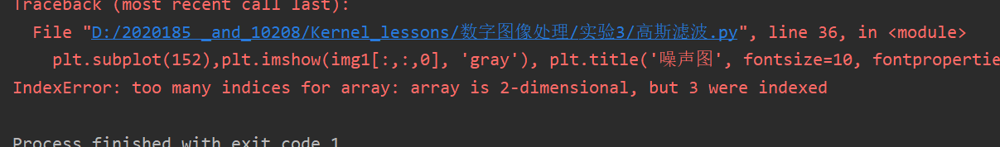 Traceback (most recent call last):
File "D:/2020185 _and_10208/Kernel_lessons/数字图像处理/实验3/高斯滤波.py", line 36, in <module>
plt.subplot(152),plt.imshow(img1[:,:,0], 'gray'), plt.title('噪声图', fontsize=10, fontpropertie
IndexError: too many indices for array: array is 2-dimensional, but 3 were indexed
Process finished with exit code 1